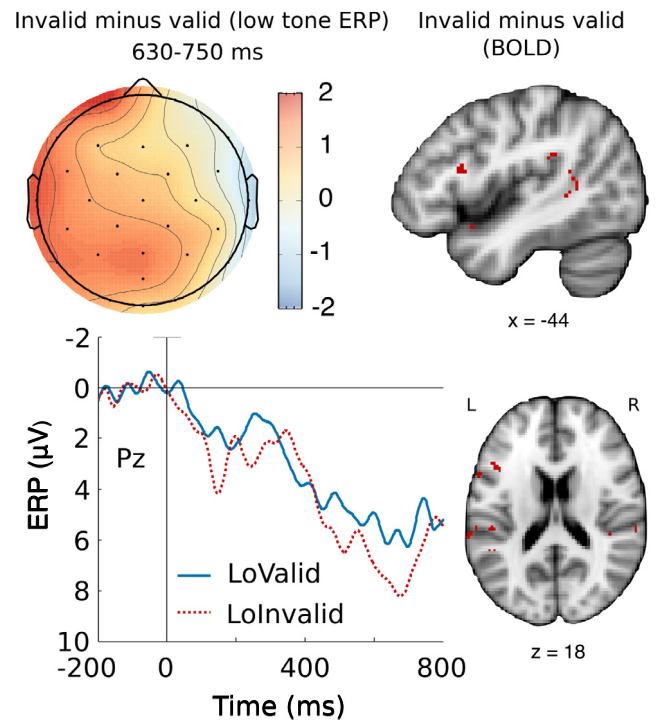 Invalid minus valid (low tone ERP)
630-750 ms
Invalid minus valid
(BOLD)
2
1
0
-1
-2
x = -44
-2
0
2
4
6
8
10
ERP (µV)
Pz
LoValid
LoInvalid
-200
0
400
800
Time (ms)
L
R
z = 18